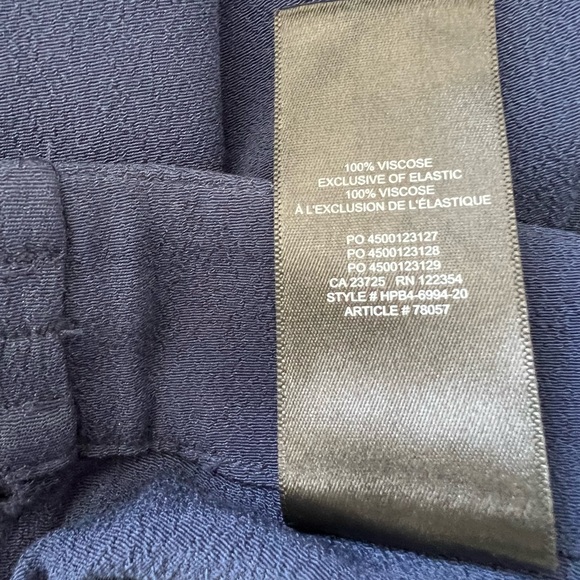 100% VISCOSE
EXCLUSIVE OF ELASTIC
100% VISCOSE
À L'EXCLUSION DE L'ÉLASTIQUE
PO 4500123127
PO 4500123128
PO 4500123129
CA 23725 RN 122354
STYLE # HPB4-6994-20
ARTICLE # 78057